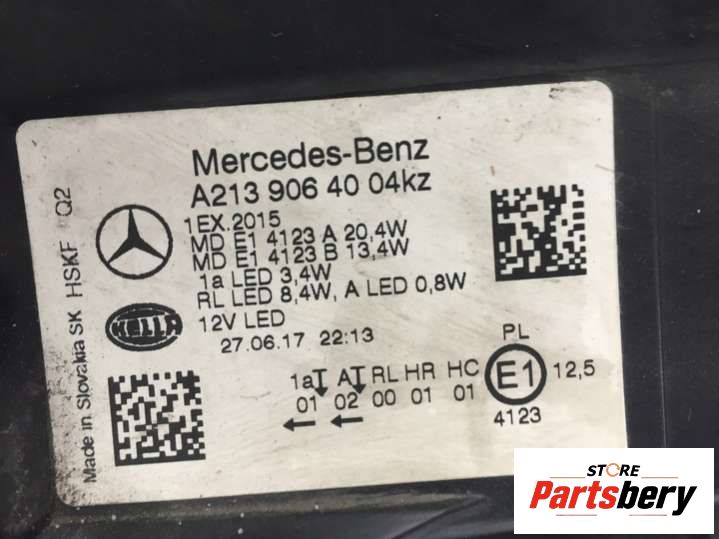 Mercedes-Benz
A213 906 40 04kz
1EX.2015
MD E1 4123 A 20,4W
MD E1 4123 B 13,4W
1a LED 3,4W
RL LED 8,4W, A LED 0,8W
12V LED
27.06.17 22:13
HELLA
Made in Slovakia SK HSKF Q2
1a A RL HR HC
01 02 00 01 01
PL
E1 12,5
4123
STORE
Partsbery